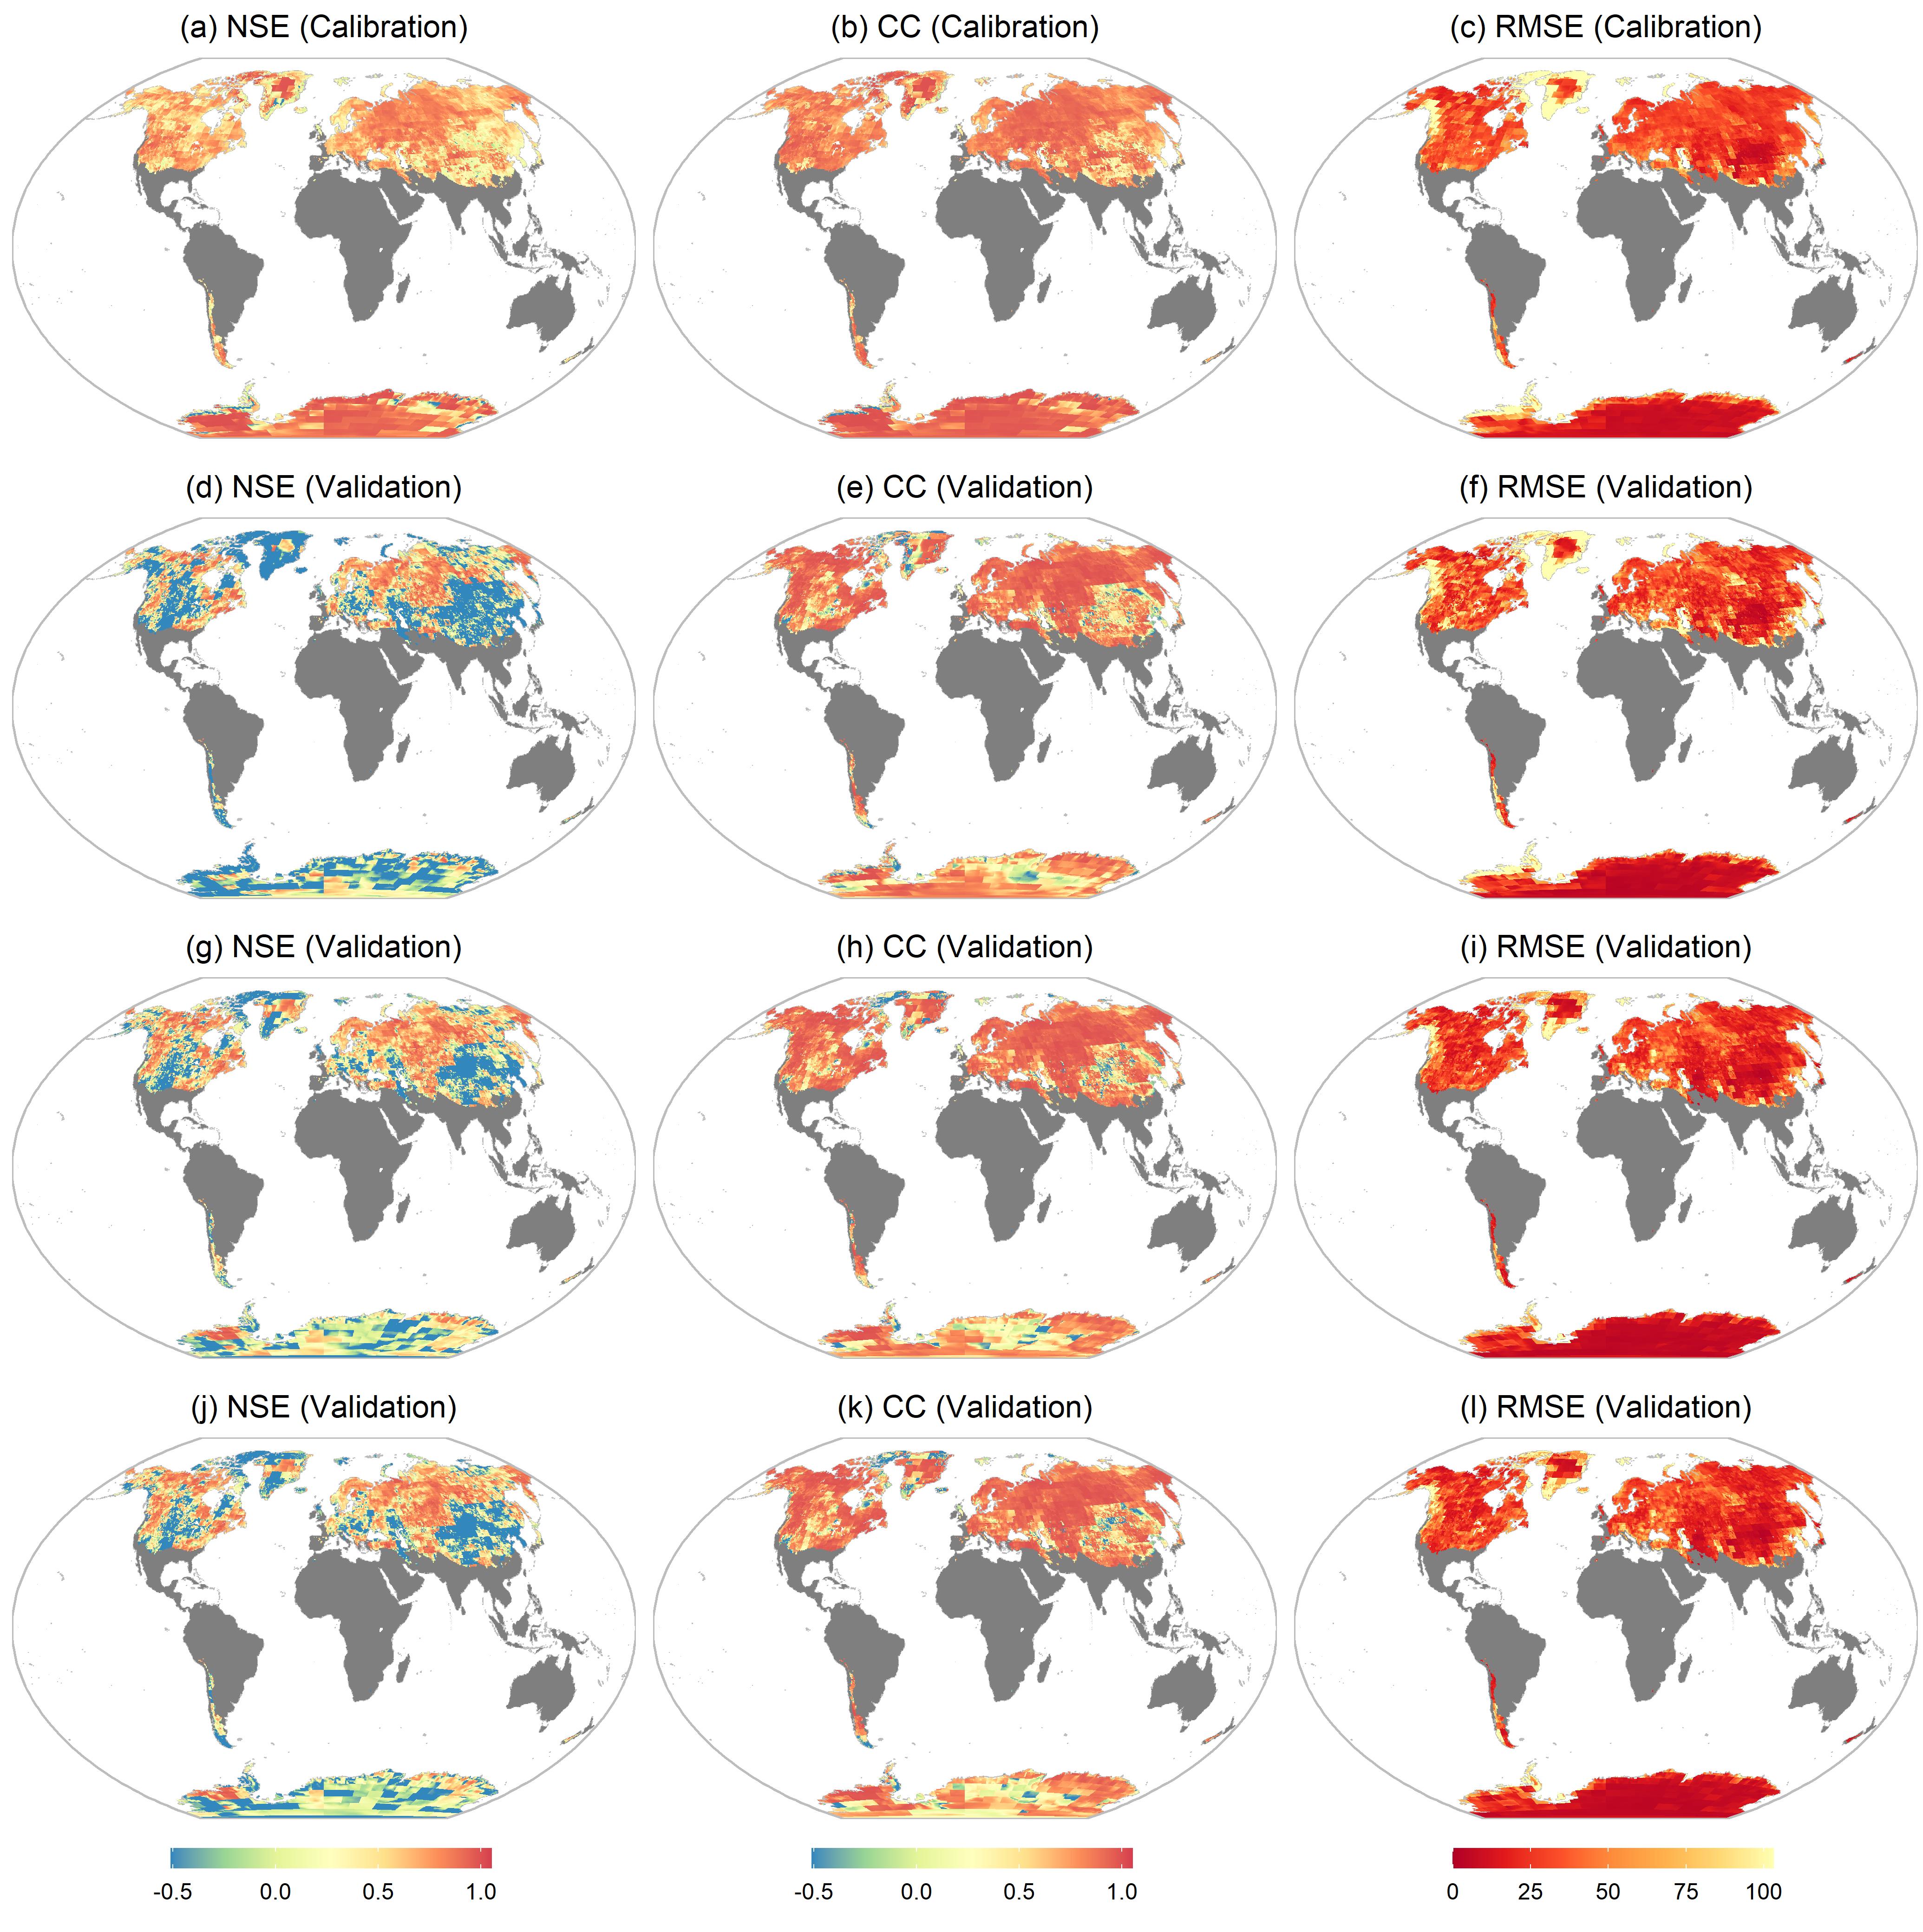 (a) NSE (Calibration)
(b) CC (Calibration)
(c) RMSE (Calibration)
(d) NSE (Validation)
(e) CC (Validation)
(f) RMSE (Validation)
(g) NSE (Validation)
(h) CC (Validation)
(i) RMSE (Validation)
(j) NSE (Validation)
(k) CC (Validation)
(l) RMSE (Validation)
-0.5 0.0 0.5 1.0
-0.5 0.0 0.5 1.0
0 25 50 75 100